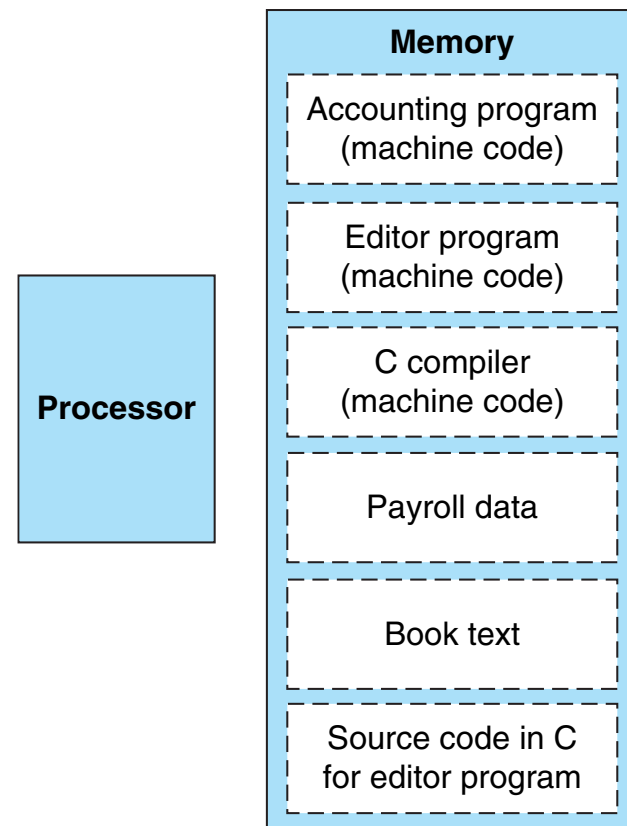 Memory
Accounting program
(machine code)
Editor program
(machine code)
C compiler
(machine code)
Processor
Payroll data
Book text
Source code in C
for editor program